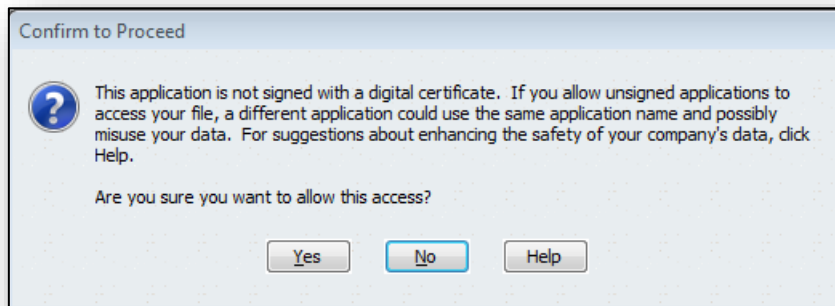 Confirm to Proceed
This application is not signed with a digital certificate.  If you allow unsigned applications to
access your file, a different application could use the same application name and possibly
misuse your data.  For suggestions about enhancing the safety of your company's data, click
Help.
Are you sure you want to allow this access?
Yes No Help